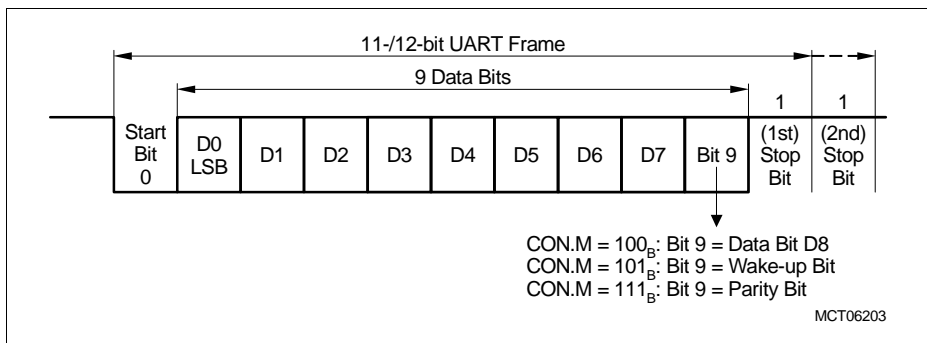 11-/12-bit UART Frame
9 Data Bits
Start
Bit
0
D0
LSB
D1
D2
D3
D4
D5
D6
D7
Bit 9
1
(1st)
Stop
Bit
1
(2nd)
Stop
Bit
CON.M = 100B: Bit 9 = Data Bit D8
CON.M = 101B: Bit 9 = Wake-up Bit
CON.M = 111B: Bit 9 = Parity Bit
MCT06203